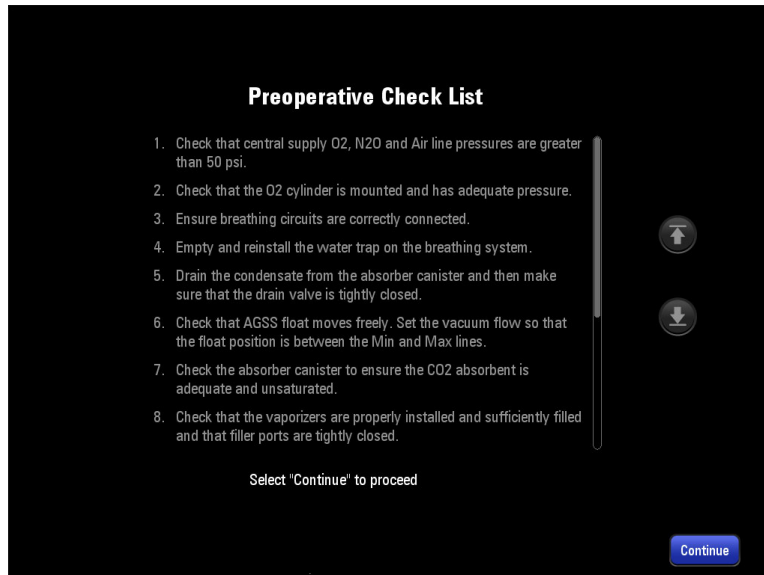 Preoperative Check List
1. Check that central supply O2, N2O and Air line pressures are greater
than 50 psi.
2. Check that the O2 cylinder is mounted and has adequate pressure.
3. Ensure breathing circuits are correctly connected.
4. Empty and reinstall the water trap on the breathing system.
5. Drain the condensate from the absorber canister and then make
sure that the drain valve is tightly closed.
6. Check that AGSS float moves freely. Set the vacuum flow so that
the float position is between the Min and Max lines.
7. Check the absorber canister to ensure the CO2 absorbent is
adequate and unsaturated.
8. Check that the vaporizers are properly installed and sufficiently filled
and that filler ports are tightly closed.
Select "Continue" to proceed
Continue